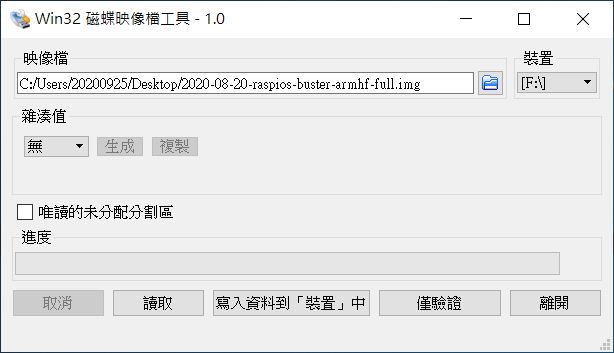 Win32 磁蝶映像檔工具 - 1.0
映像檔 裝置
C:/Users/20200925/Desktop/2020-08-20-raspios-buster-armhf-full.img [F:\]
雜湊值
無 生成 複製
唯讀的未分配分割區
進度
取消 讀取 寫入資料到「裝置」中 僅驗證 離開